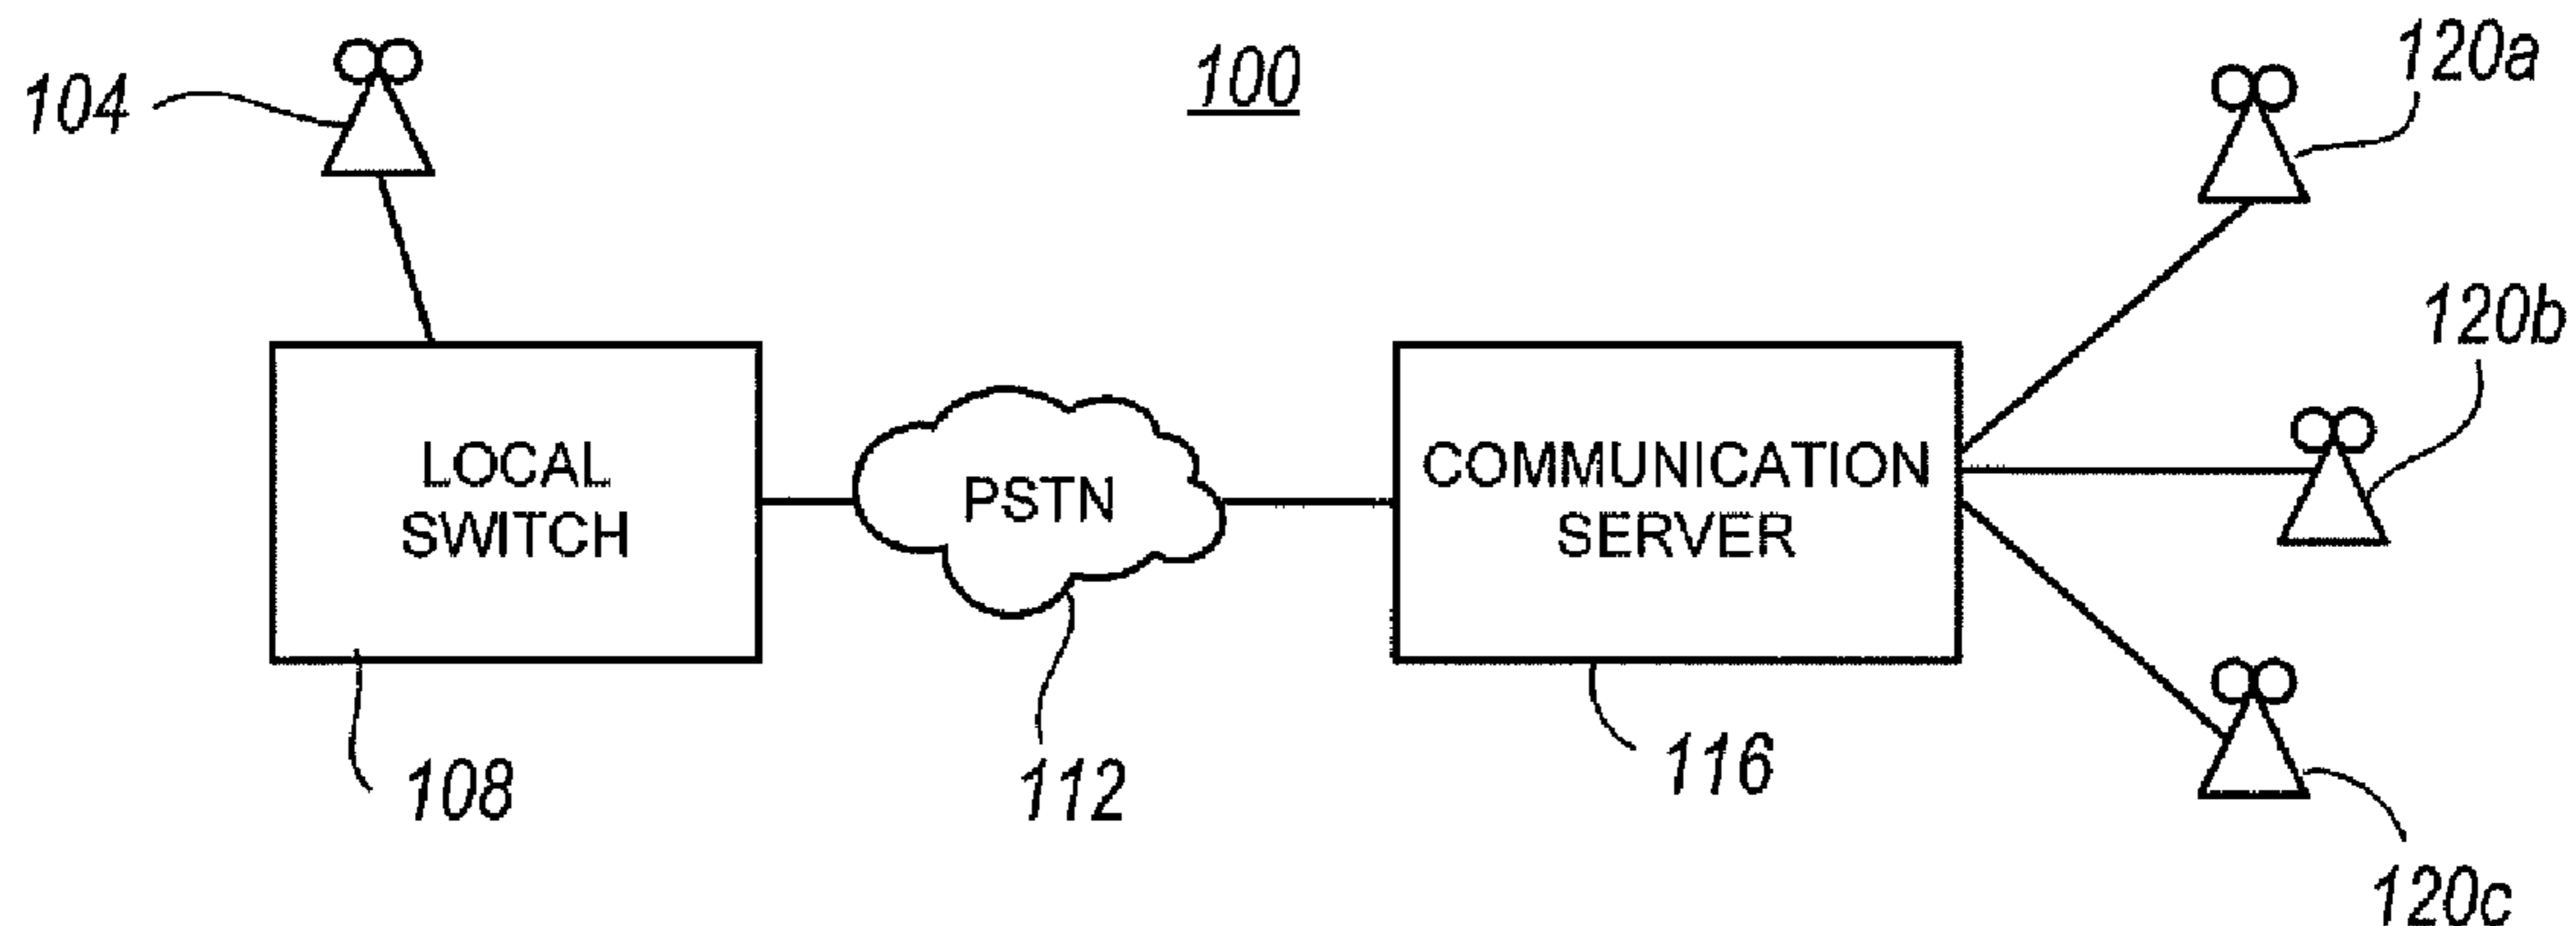 100
104
120a
120b
LOCAL
SWITCH
PSTN
COMMUNICATION
SERVER
108
112
116
120c